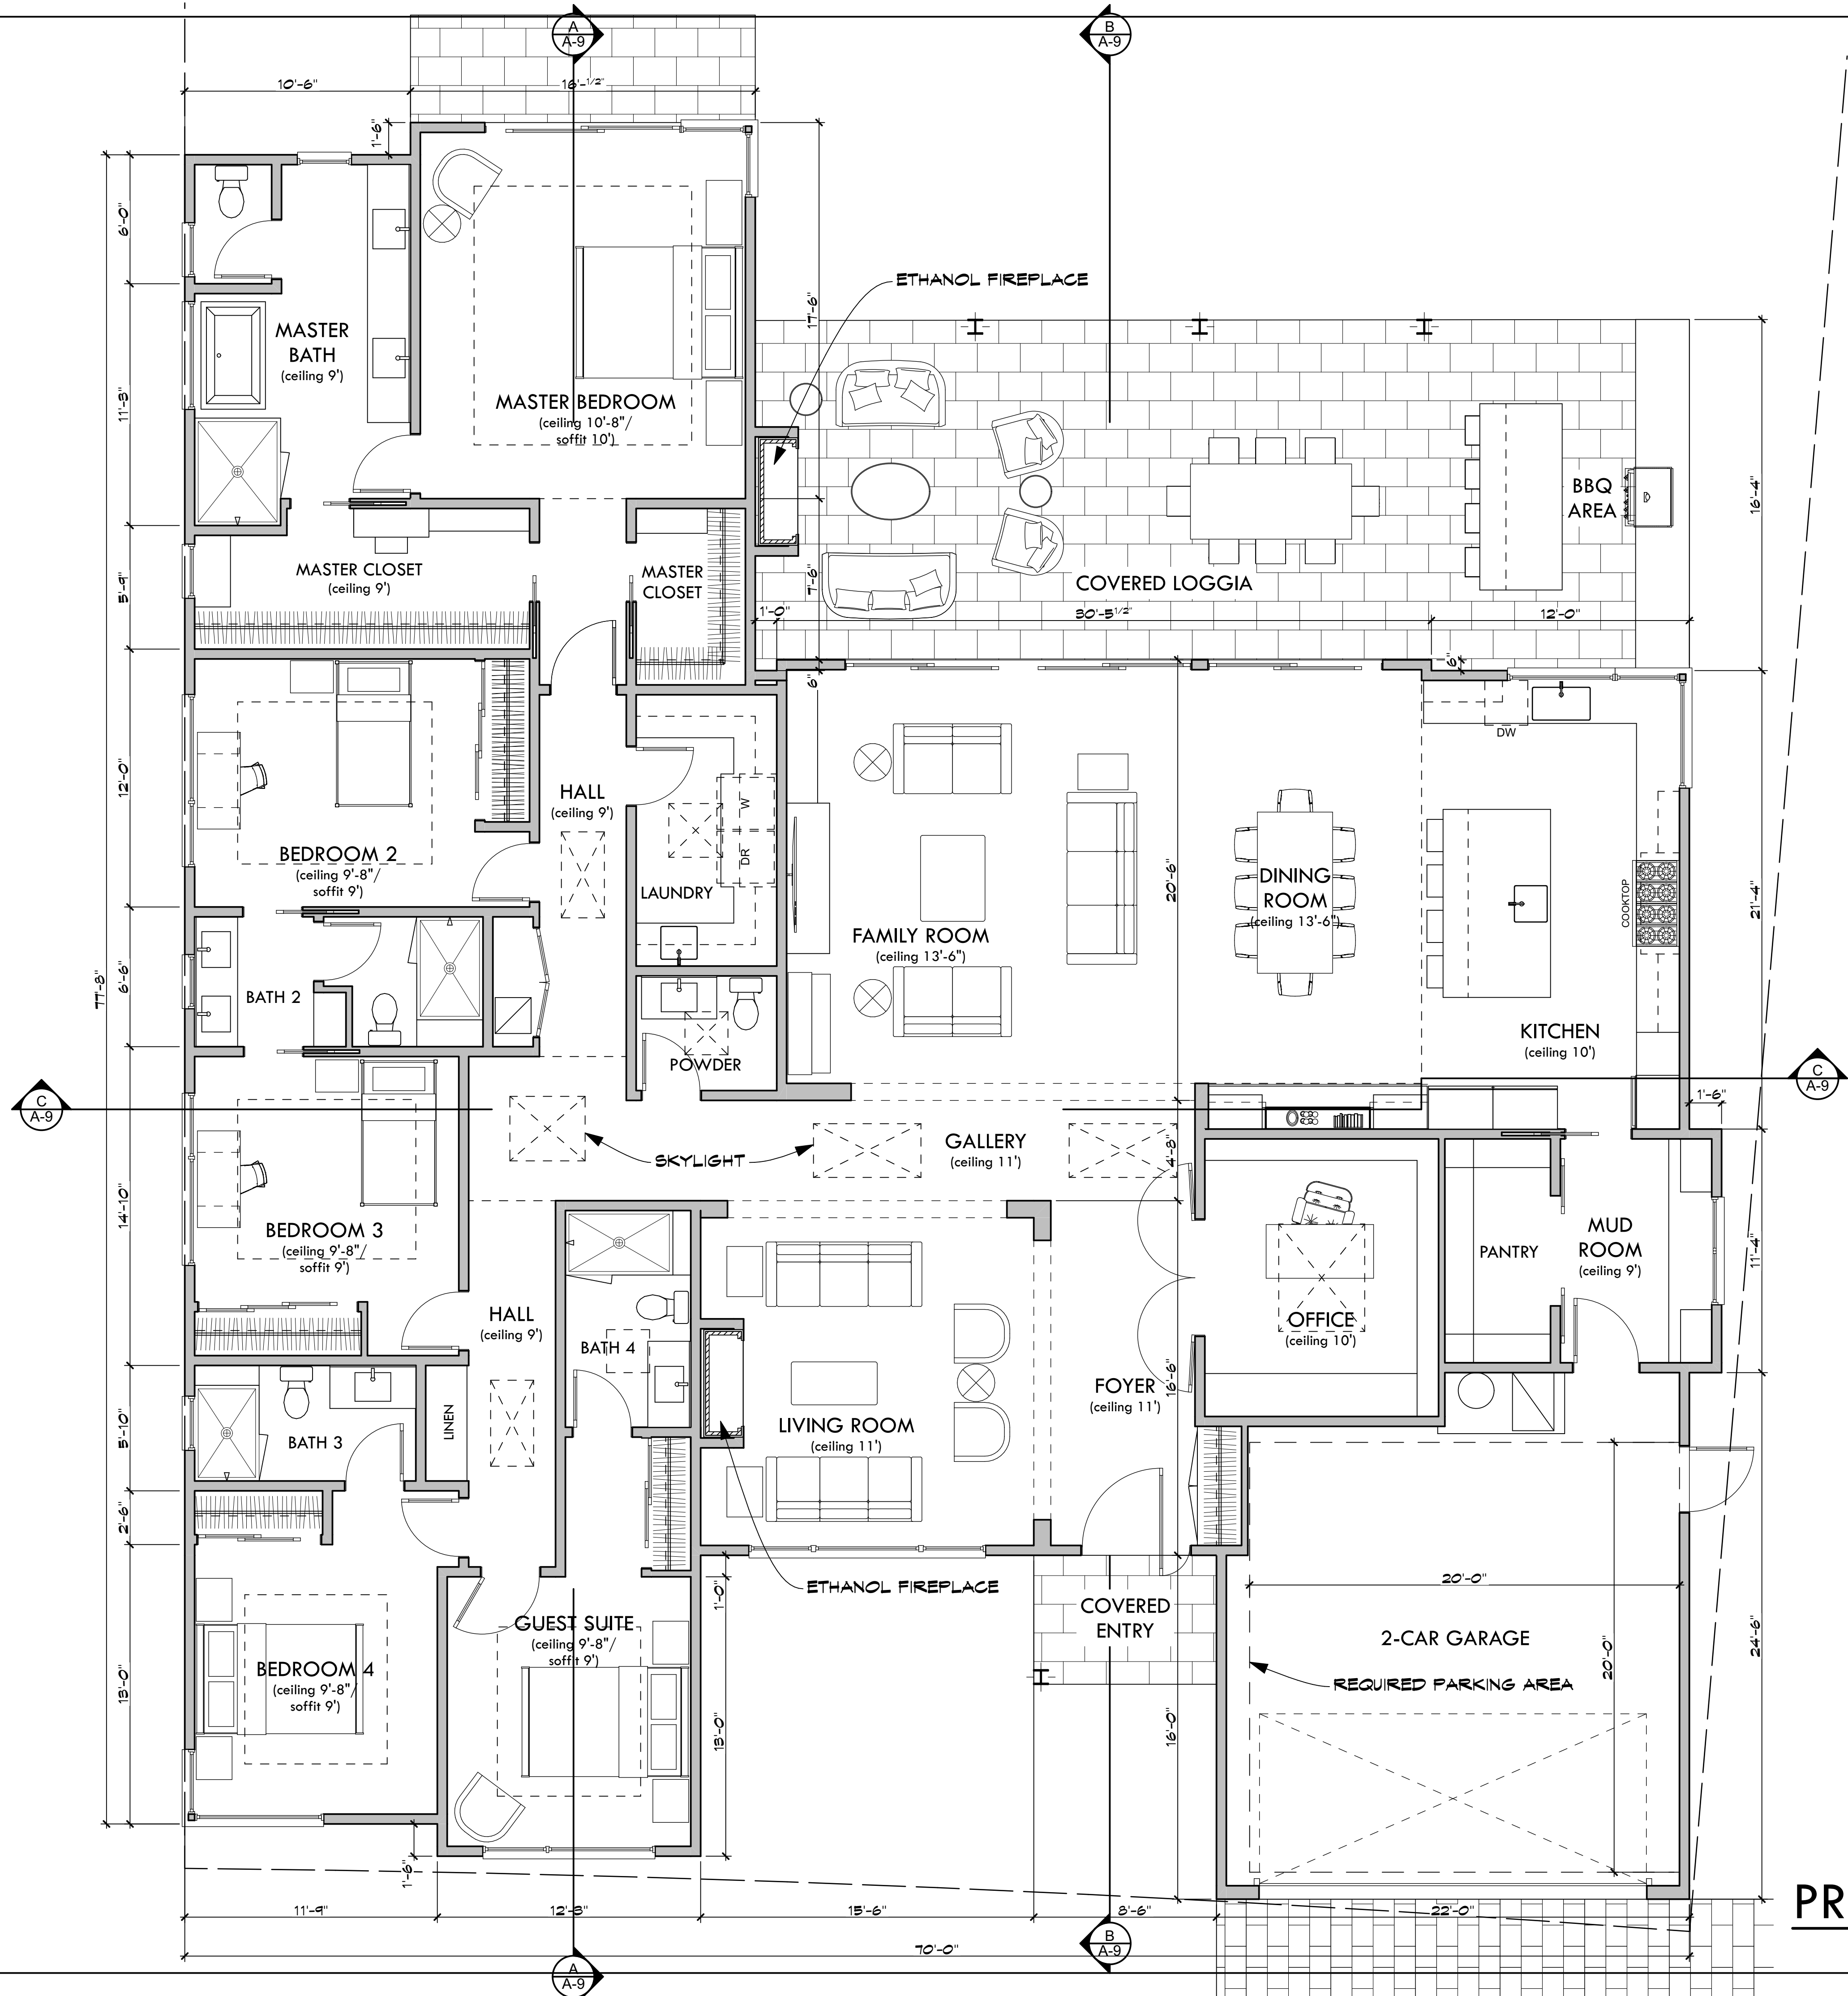 A
A-9
B
A-9
10'-6"
16'-1/2"
1'-6"
6'-0"
ETHANOL FIREPLACE
17'-6"
MASTER
BATH
(ceiling 9')
MASTER BEDROOM
(ceiling 10'-8"/
soffit 10')
11'-3"
77'-8"
BBQ
AREA
16'-4"
MASTER CLOSET
(ceiling 9')
MASTER
CLOSET
5'-9"
7'-6"
COVERED LOGGIA
1'-0"
30'-5 1/2"
12'-0"
6"
6"
DW
12'-0"
HALL
(ceiling 9')
W
DR
LAUNDRY
BEDROOM 2
(ceiling 9'-8"/
soffit 9')
20'-6"
DINING
ROOM
(ceiling 13'-6")
COOKTOP
21'-4"
FAMILY ROOM
(ceiling 13'-6")
6'-6"
BATH 2
KITCHEN
(ceiling 10')
POWDER
C
A-9
C
A-9
1'-6"
SKYLIGHT
GALLERY
(ceiling 11')
4'-8"
14'-10"
BEDROOM 3
(ceiling 9'-8"/
soffit 9')
PANTRY
MUD
ROOM
(ceiling 9')
11'-4"
HALL
(ceiling 9')
BATH 4
OFFICE
(ceiling 10')
FOYER
(ceiling 11')
16'-6"
5'-10"
BATH 3
LINEN
LIVING ROOM
(ceiling 11')
2'-6"
ETHANOL FIREPLACE
1'-0"
COVERED
ENTRY
20'-0"
GUEST SUITE
(ceiling 9'-8"/
soffit 9')
2-CAR GARAGE
20'-0"
24'-6"
BEDROOM 4
(ceiling 9'-8"/
soffit 9')
REQUIRED PARKING AREA
13'-0"
13'-0"
16'-0"
1'-6"
11'-9"
12'-3"
15'-6"
8'-6"
22'-0"
PR
70'-0"
A
A-9
B
A-9